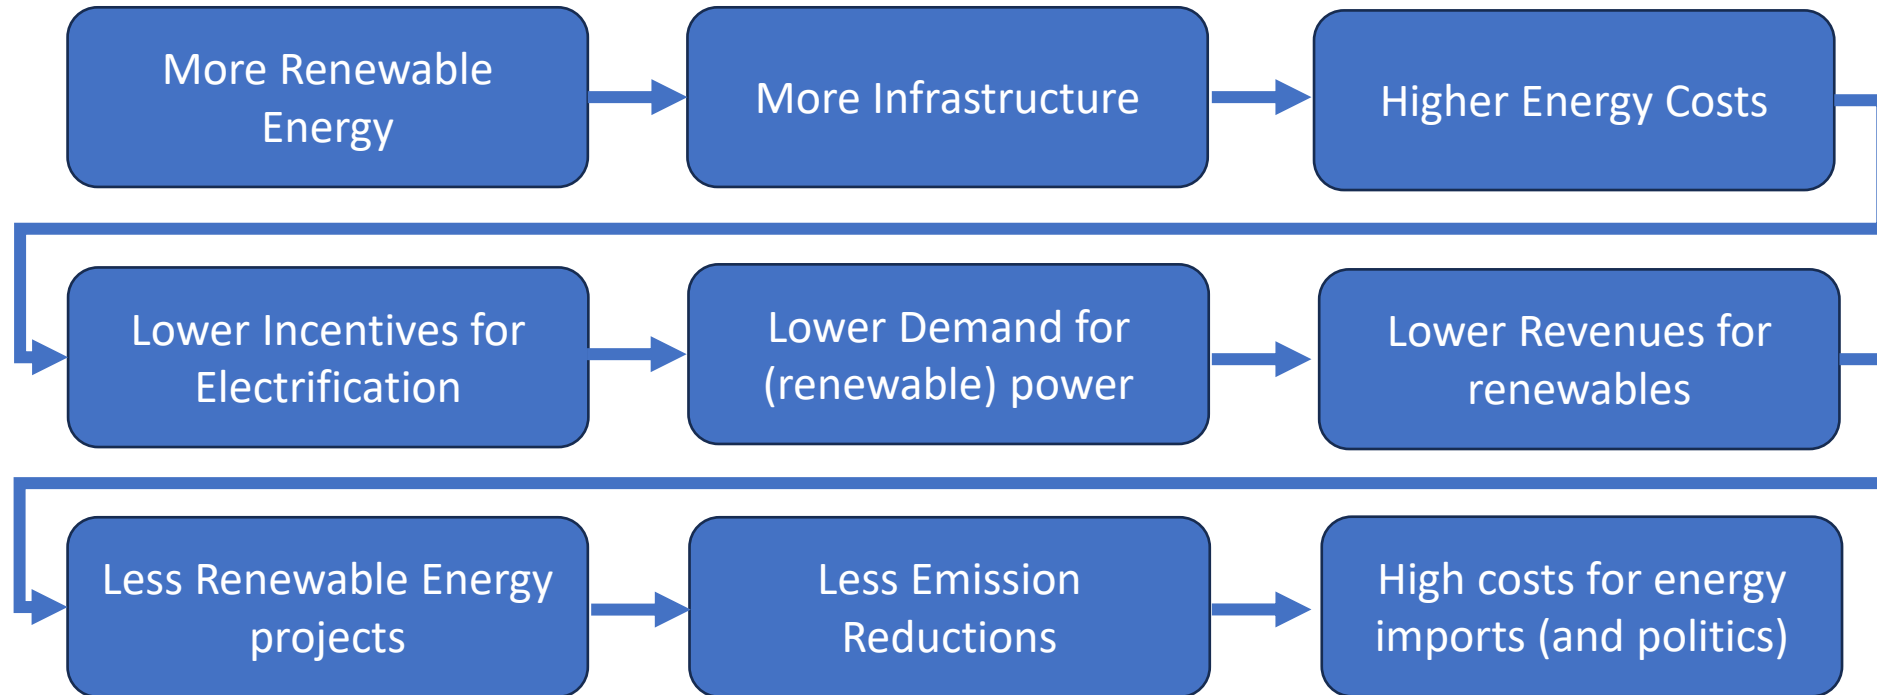 More Renewable
Energy
More Infrastructure
Higher Energy Costs
Lower Incentives for
Electrification
Lower Demand for
(renewable) power
Lower Revenues for
renewables
Less Renewable Energy
projects
Less Emission
Reductions
High costs for energy
imports (and politics)